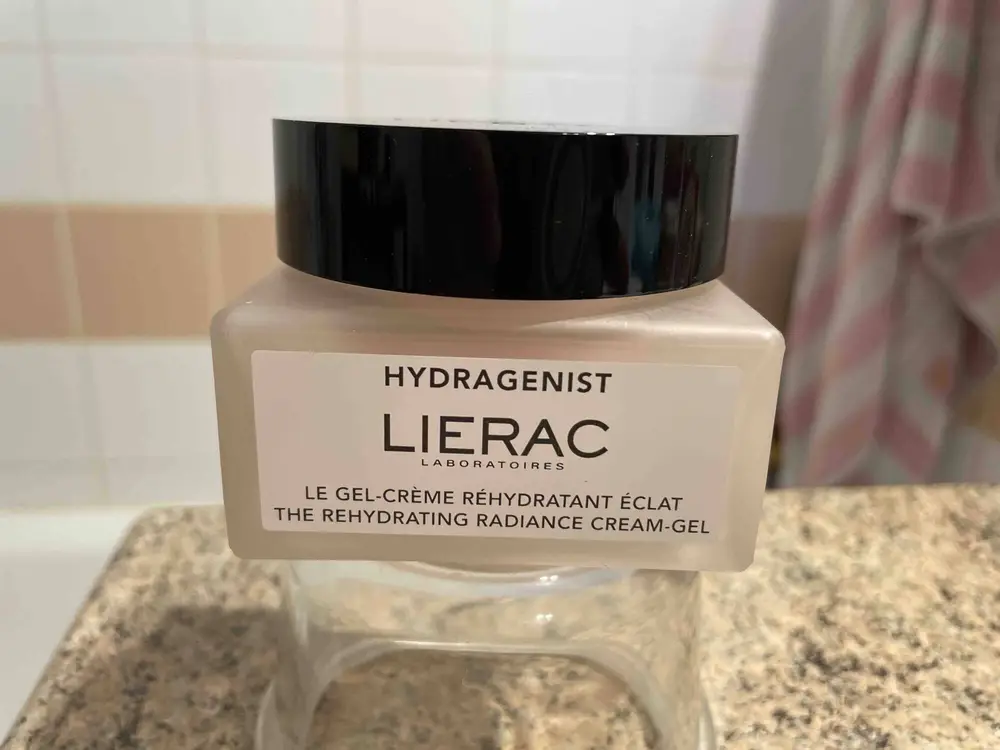 HYDRAGENIST
LIERAC
LABORATOIRES
LE GEL-CRÈME RÉHYDRATANT ÉCLAT
THE REHYDRATING RADIANCE CREAM-GEL